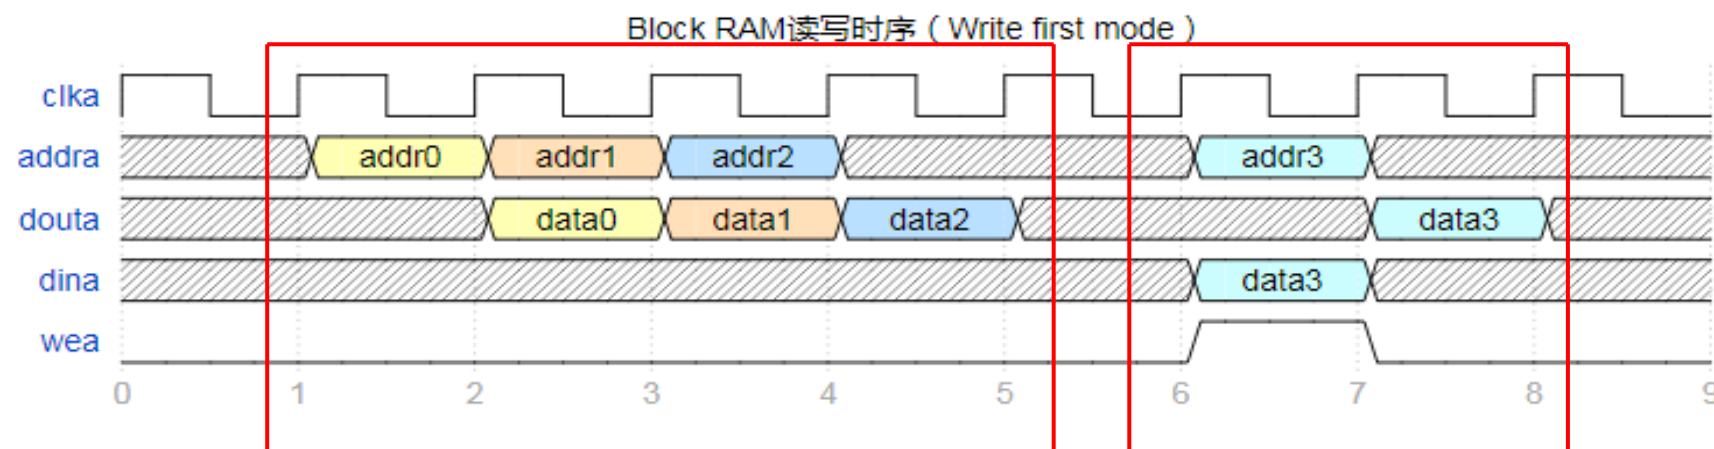 Block RAM读写时序（Write first mode）
clka
addra addr0 addr1 addr2 addr3
douta data0 data1 data2 data3
dina data3
wea
0 1 2 3 4 5 6 7 8 9